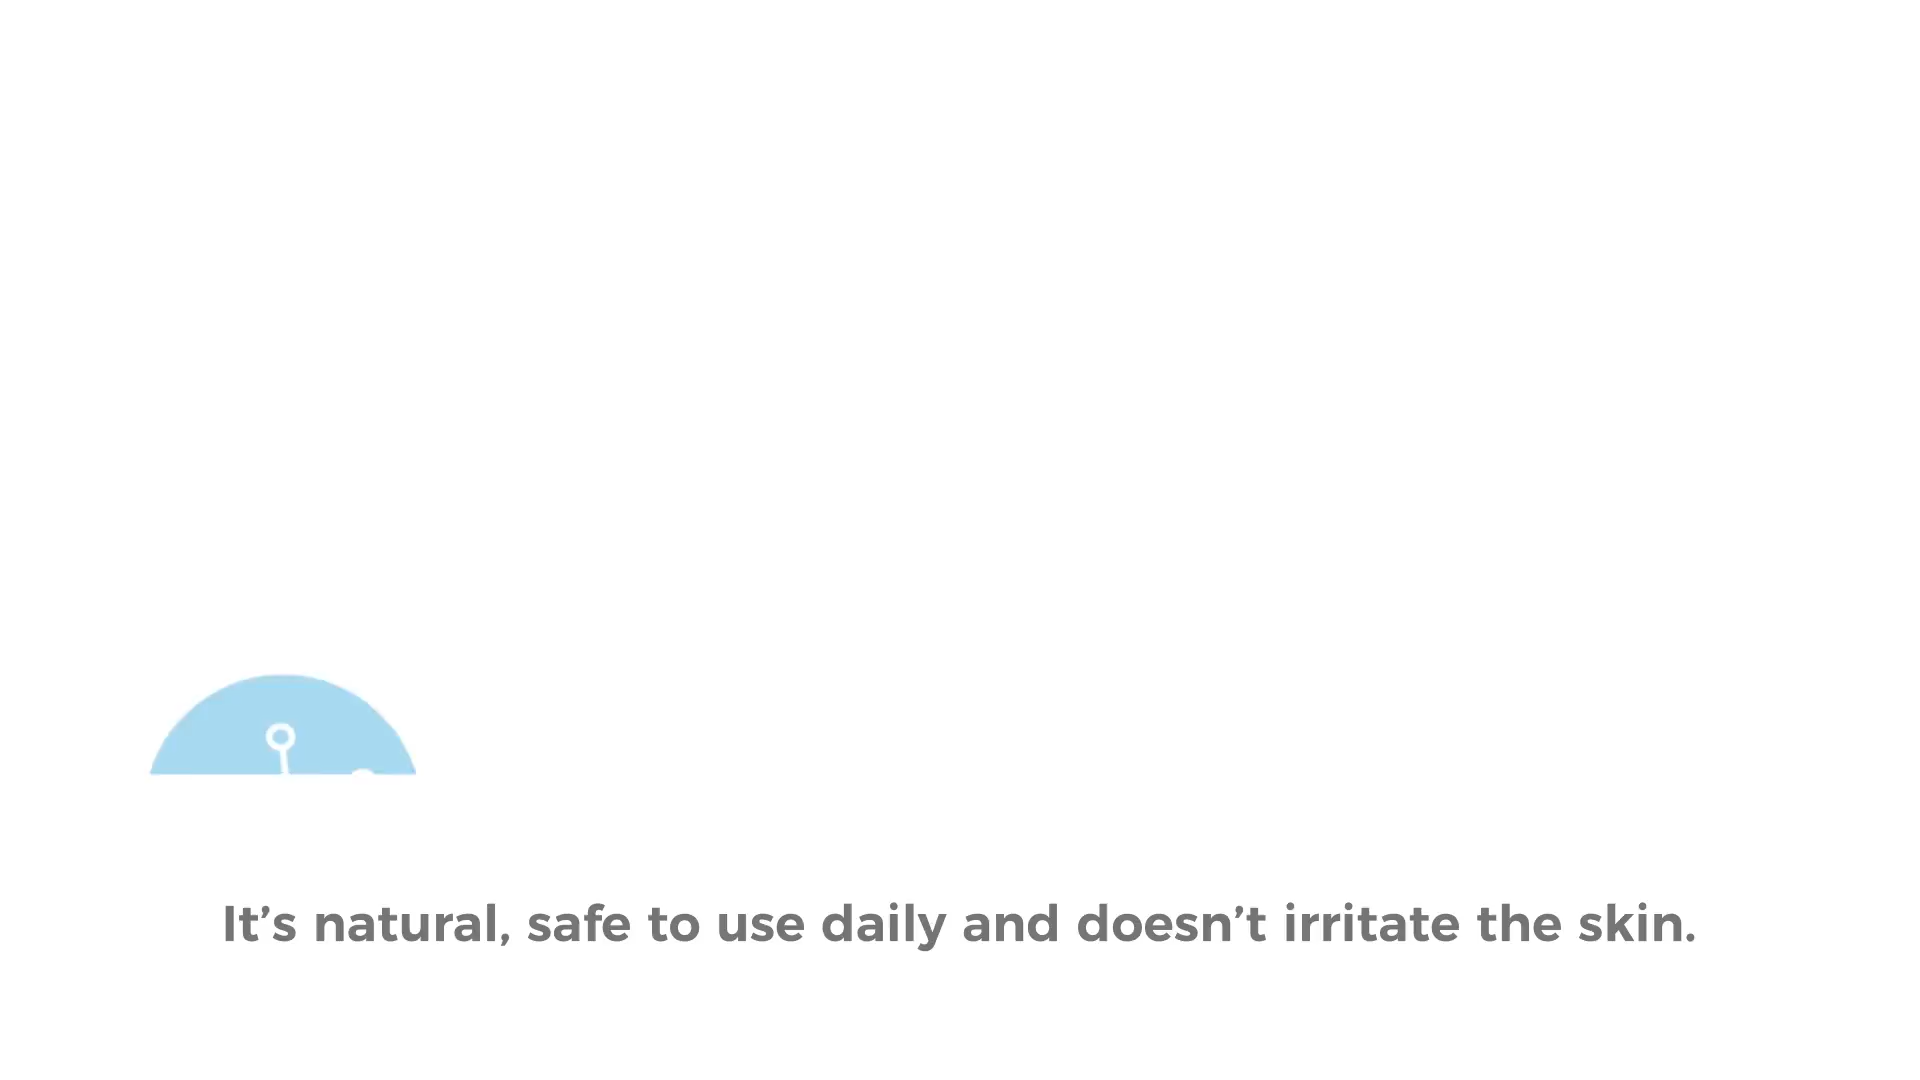 It’s natural, safe to use daily and doesn’t irritate the skin.